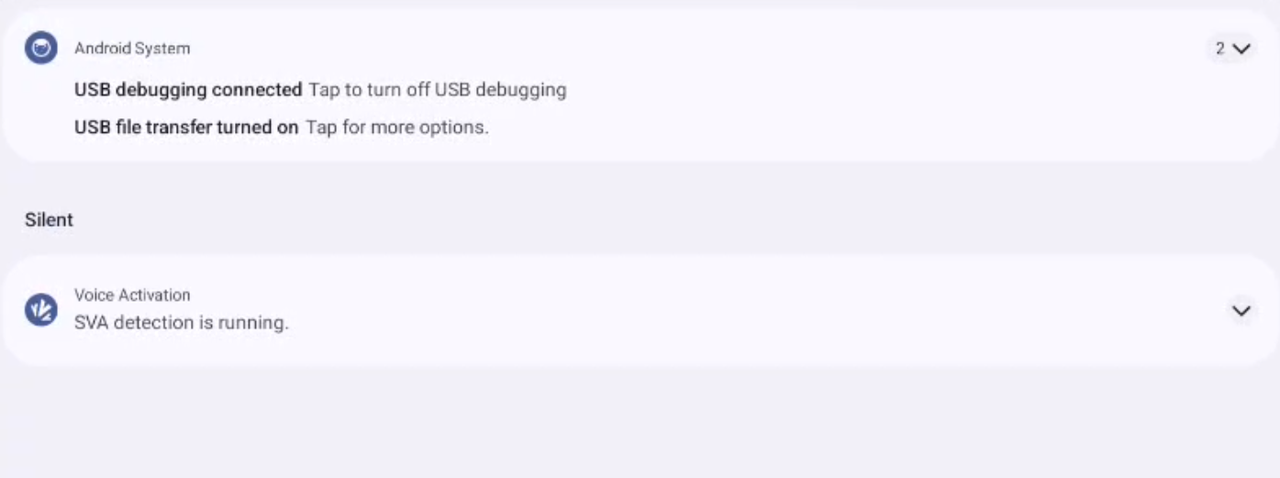 Android System
2
USB debugging connected Tap to turn off USB debugging
USB file transfer turned on Tap for more options.
Silent
Voice Activation
SVA detection is running.